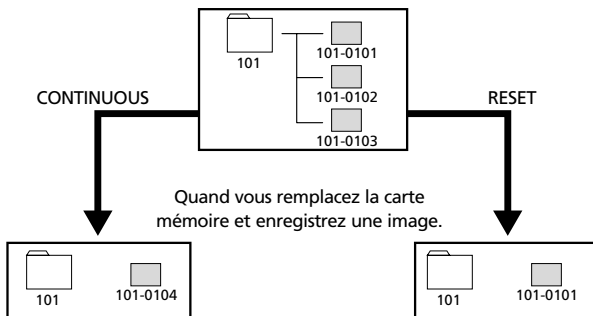 101
101-0101
101-0102
101-0103
CONTINUOUS
RESET
Quand vous remplacez la carte
mémoire et enregistrez une image.
101
101-0104
101
101-0101